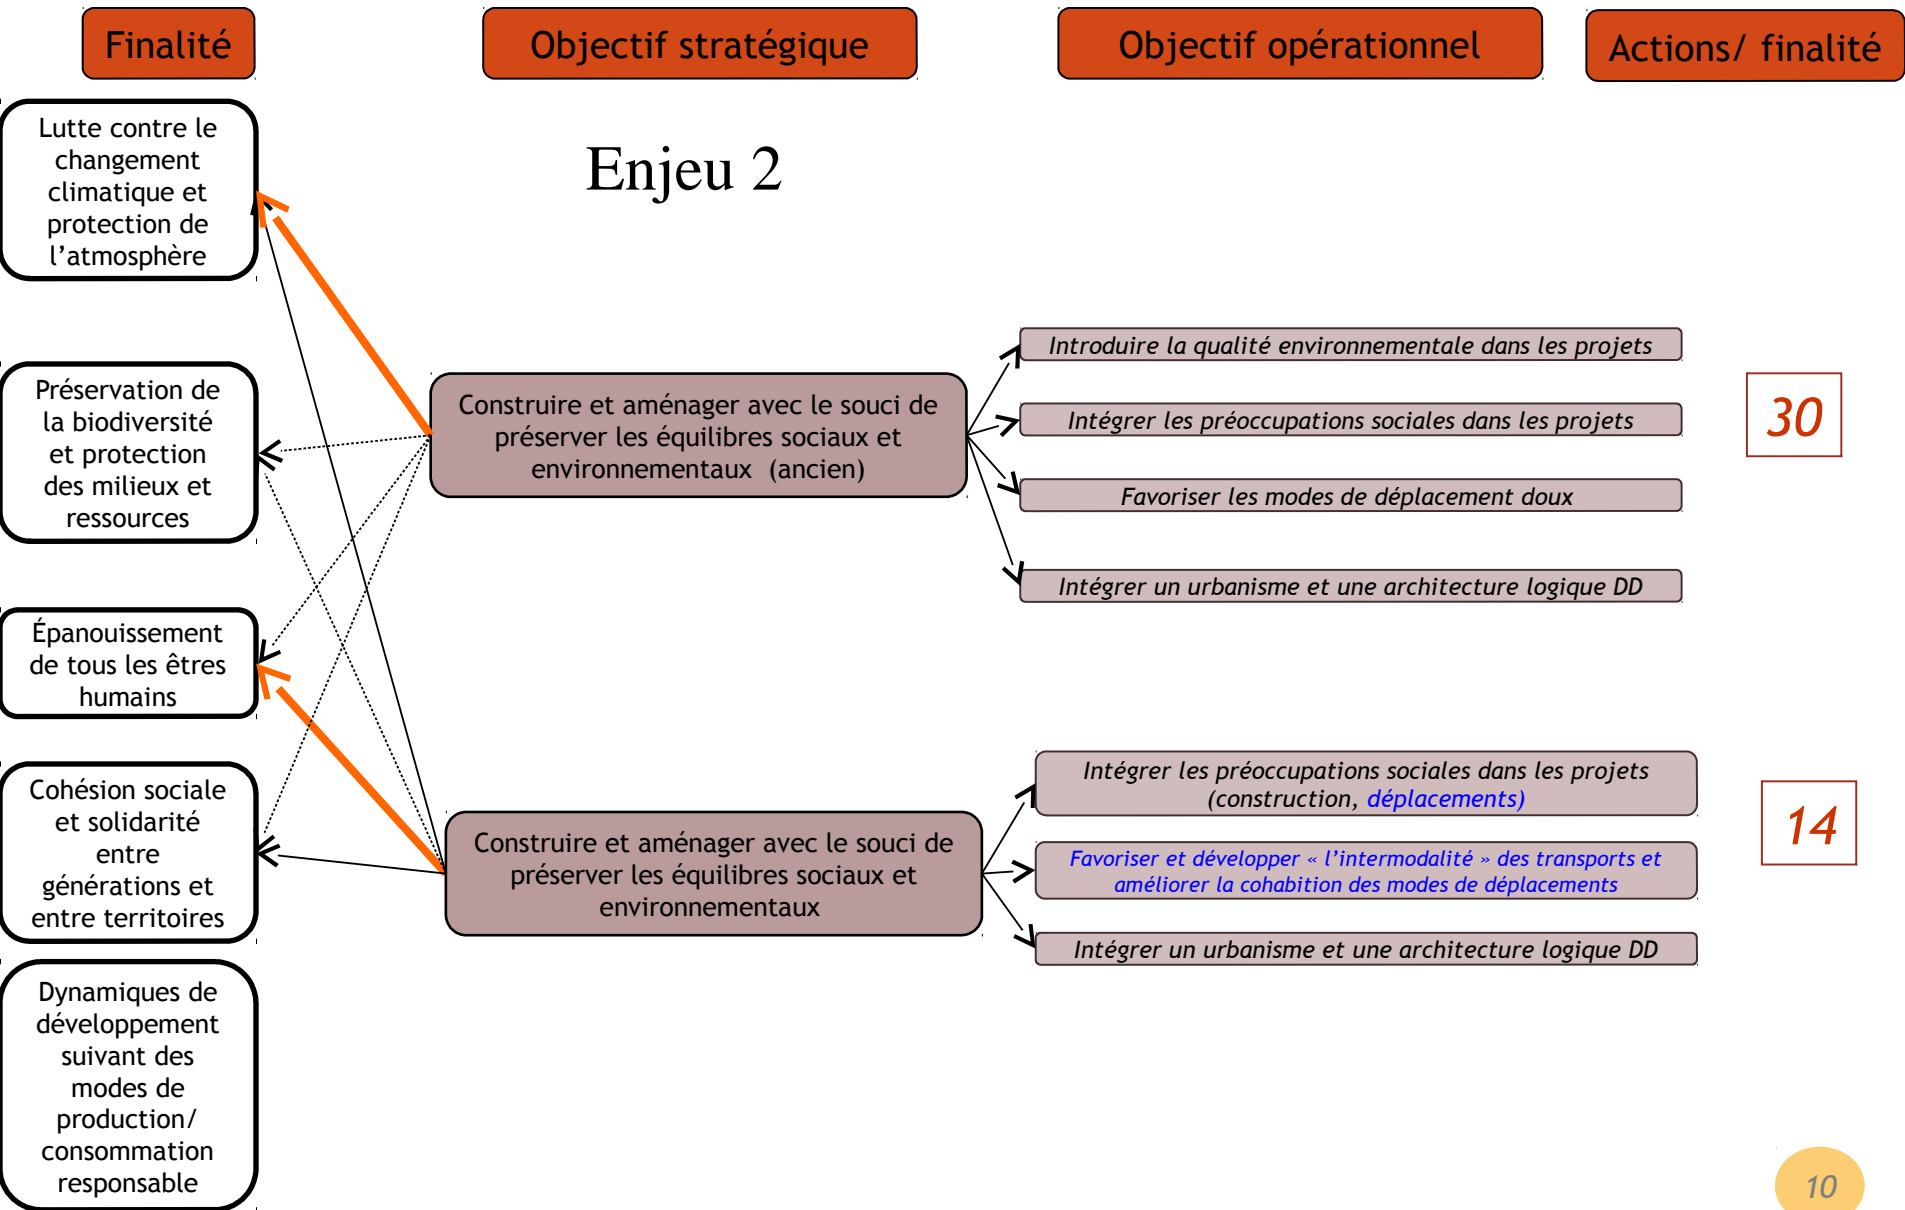 Finalité
Objectif stratégique
Objectif opérationnel
Actions/ finalité
Enjeu 2
Lutte contre le
changement
climatique et
protection de
l’atmosphère
Préservation de
la biodiversité
et protection
des milieux et
ressources
Épanouissement
de tous les êtres
humains
Cohésion sociale
et solidarité
entre
générations et
entre territoires
Dynamiques de
développement
suivant des
modes de
production/
consommation
responsable
Construire et aménager avec le souci de
préserver les équilibres sociaux et
environnementaux (ancien)
Introduire la qualité environnementale dans les projets
Intégrer les préoccupations sociales dans les projets
Favoriser les modes de déplacement doux
Intégrer un urbanisme et une architecture logique DD
30
Construire et aménager avec le souci de
préserver les équilibres sociaux et
environnementaux
Intégrer les préoccupations sociales dans les projets
(construction, déplacements)
Favoriser et développer « l’intermodalité » des transports et
améliorer la cohabition des modes de déplacements
Intégrer un urbanisme et une architecture logique DD
14
10